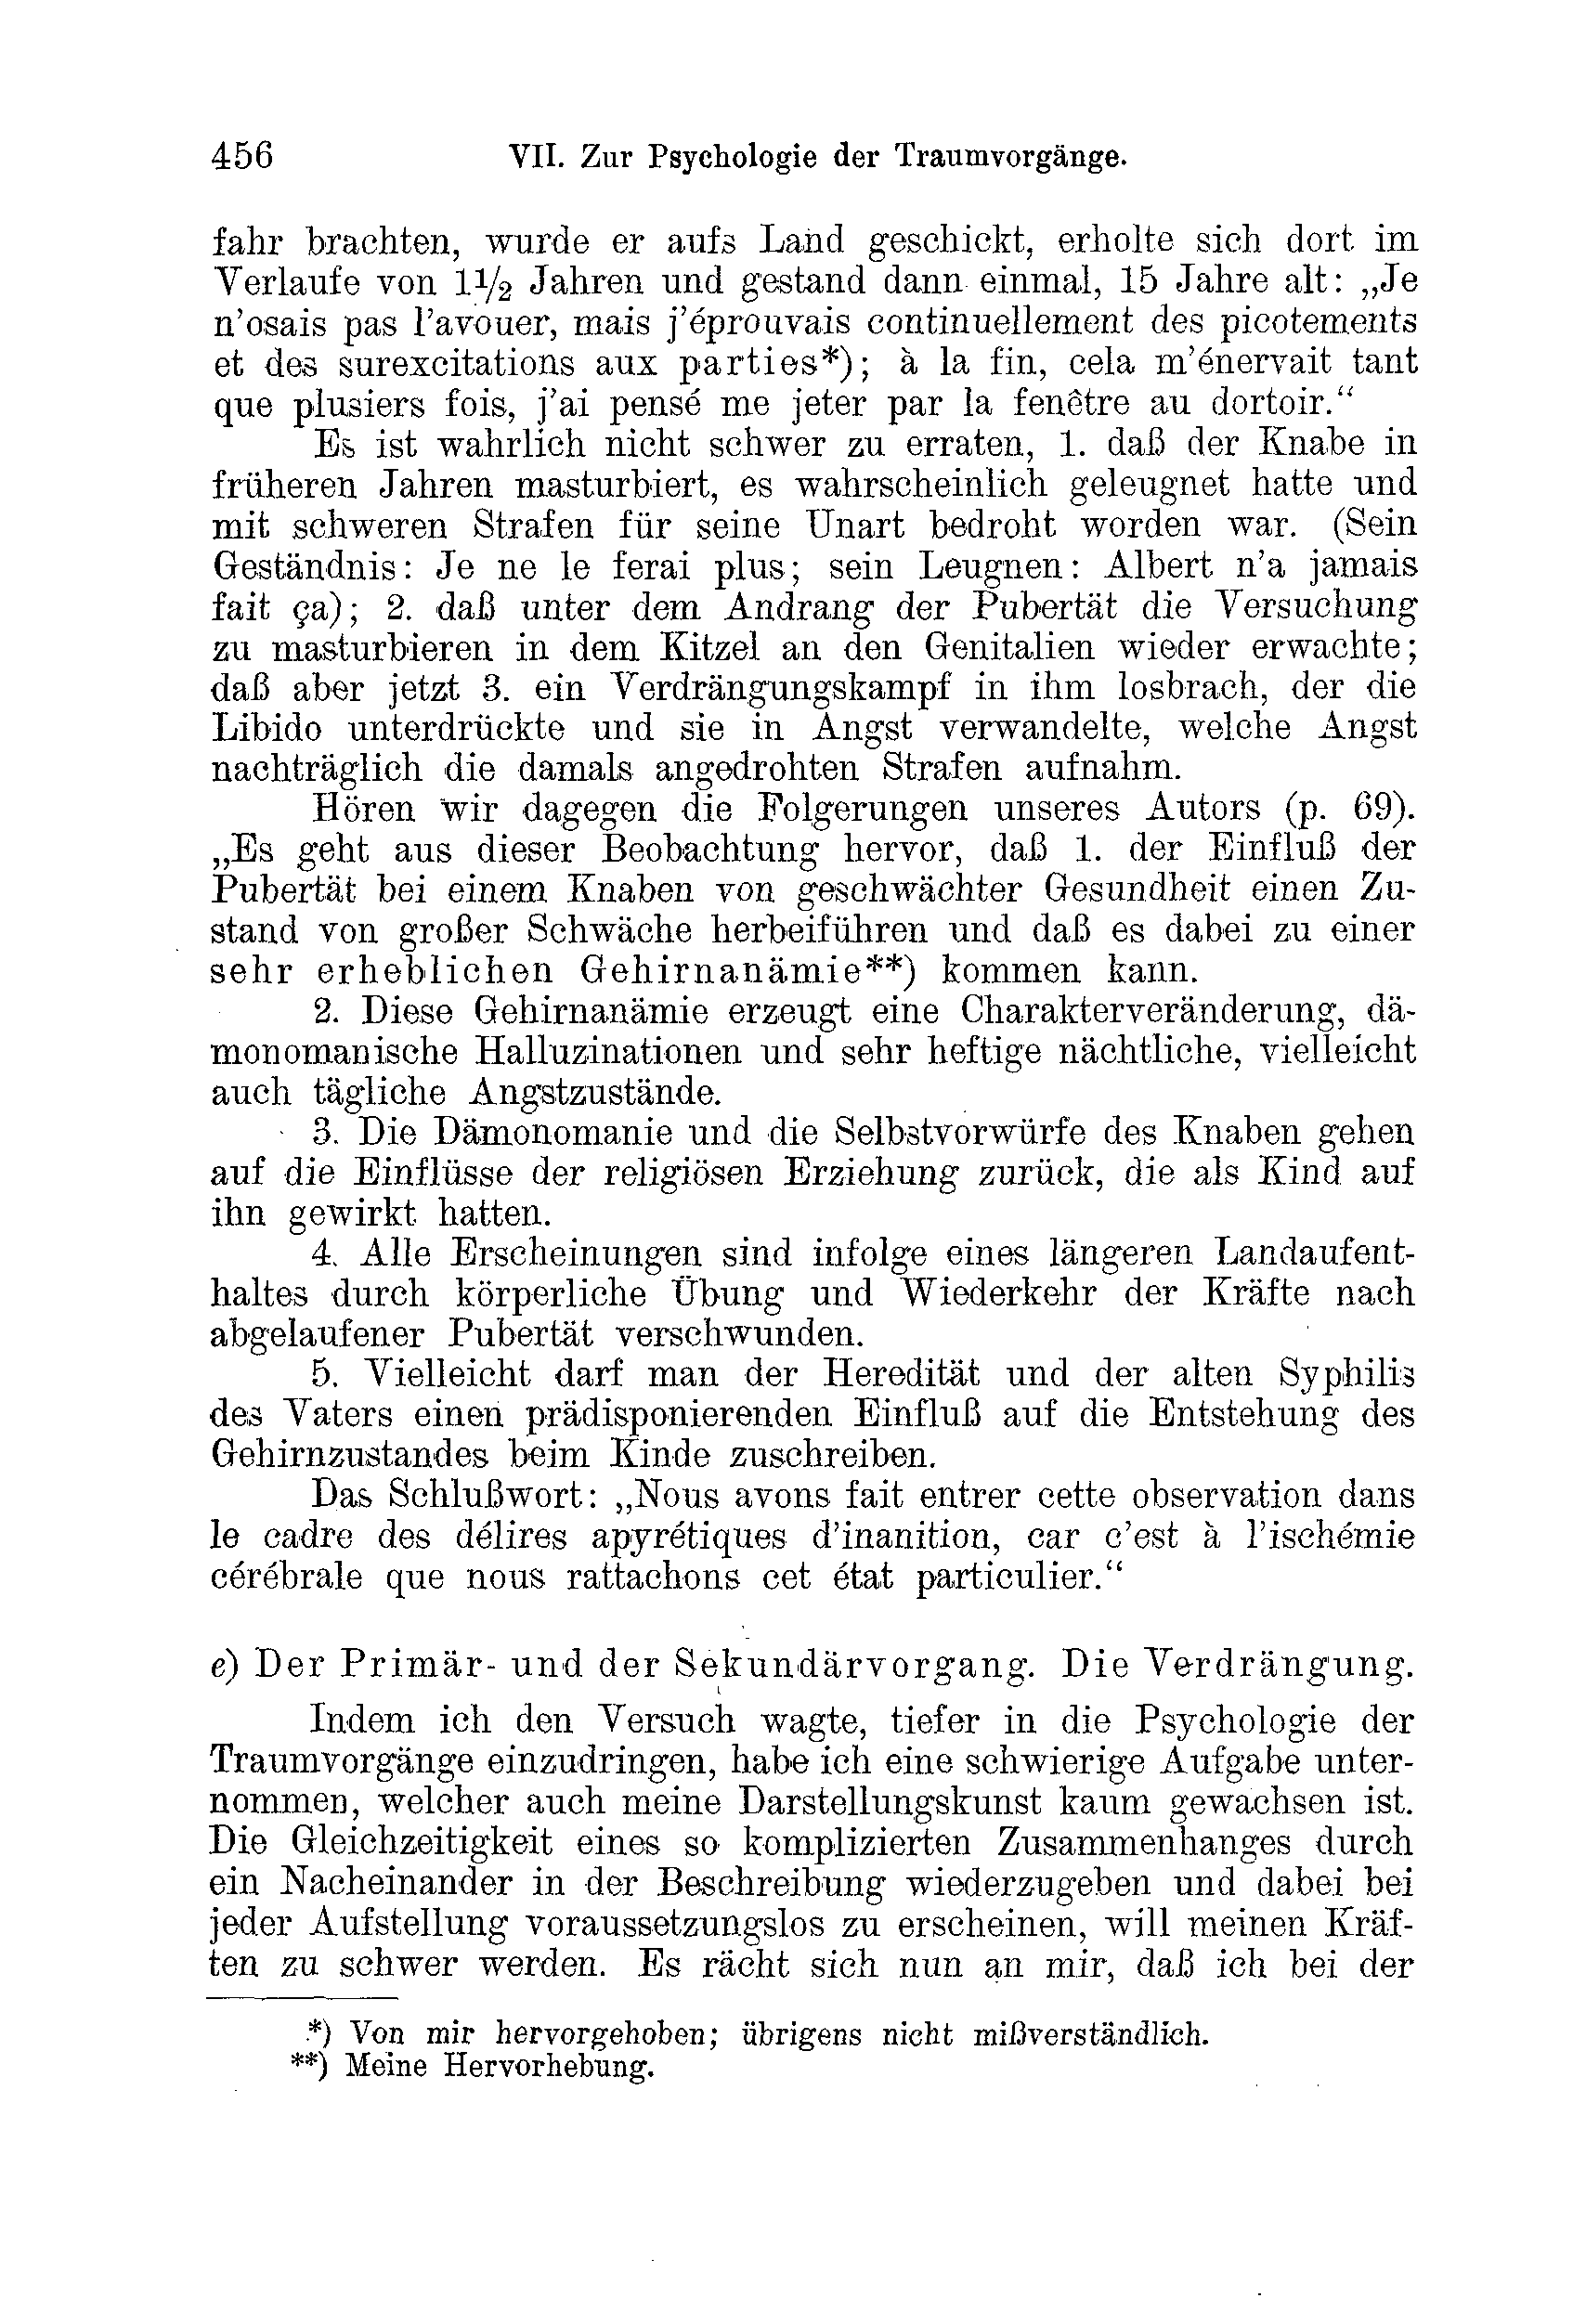 456 VII. Zur Psychologie der Traumvorgänge.
fahr brachten, wurde er aufs Land geschickt, erholte sich dort im
Verlaufe von 1½ Jahren und gestand dann einmal, 15 Jahre alt: „Je
n'osais pas l'avouer, mais j'éprouvais continuellement des picotements
et des surexcitations aux parties*); à la fin, cela m'énervait tant
que plusiers fois, j'ai pensé me jeter par la fenêtre au dortoir.“
Es ist wahrlich nicht schwer zu erraten, 1. daß der Knabe in
früheren Jahren masturbiert, es wahrscheinlich geleugnet hatte und
mit schweren Strafen für seine Unart bedroht worden war. (Sein
Geständnis: Je ne le ferai plus; sein Leugnen: Albert n'a jamais
fait ça); 2. daß unter dem Andrang der Pubertät die Versuchung
zu masturbieren in dem Kitzel an den Genitalien wieder erwachte;
daß aber jetzt 3. ein Verdrängungskampf in ihm losbrach, der die
Libido unterdrückte und sie in Angst verwandelte, welche Angst
nachträglich die damals angedrohten Strafen aufnahm.
Hören wir dagegen die Folgerungen unseres Autors (p. 69).
„Es geht aus dieser Beobachtung hervor, daß 1. der Einfluß der
Pubertät bei einem Knaben von geschwächter Gesundheit einen Zu-
stand von großer Schwäche herbeiführen und daß es dabei zu einer
sehr erheblichen Gehirnanämie**) kommen kann.
2. Diese Gehirnanämie erzeugt eine Charakterveränderung, dä-
monomanische Halluzinationen und sehr heftige nächtliche, vielleicht
auch tägliche Angstzustände.
3. Die Dämonomanie und die Selbstvorwürfe des Knaben gehen
auf die Einflüsse der religiösen Erziehung zurück, die als Kind auf
ihn gewirkt hatten.
4. Alle Erscheinungen sind infolge eines längeren Landaufent-
haltes durch körperliche Übung und Wiederkehr der Kräfte nach
abgelaufener Pubertät verschwunden.
5. Vielleicht darf man der Heredität und der alten Syphilis
des Vaters einen prädisponierenden Einfluß auf die Entstehung des
Gehirnzustandes beim Kinde zuschreiben.
Das Schlußwort: „Nous avons fait entrer cette observation dans
le cadre des délires apyrétiques d'inanition, car c'est à l'ischémie
cérébrale que nous rattachons cet état particulier.“
e) Der Primär- und der Sekundärvorgang. Die Verdrängung.
Indem ich den Versuch wagte, tiefer in die Psychologie der
Traumvorgänge einzudringen, habe ich eine schwierige Aufgabe unter-
nommen, welcher auch meine Darstellungskunst kaum gewachsen ist.
Die Gleichzeitigkeit eines so komplizierten Zusammenhanges durch
ein Nacheinander in der Beschreibung wiederzugeben und dabei bei
jeder Aufstellung voraussetzungslos zu erscheinen, will meinen Kräf-
ten zu schwer werden. Es rächt sich nun an mir, daß ich bei der
*) Von mir hervorgehoben; übrigens nicht mißverständlich.
**) Meine Hervorhebung.